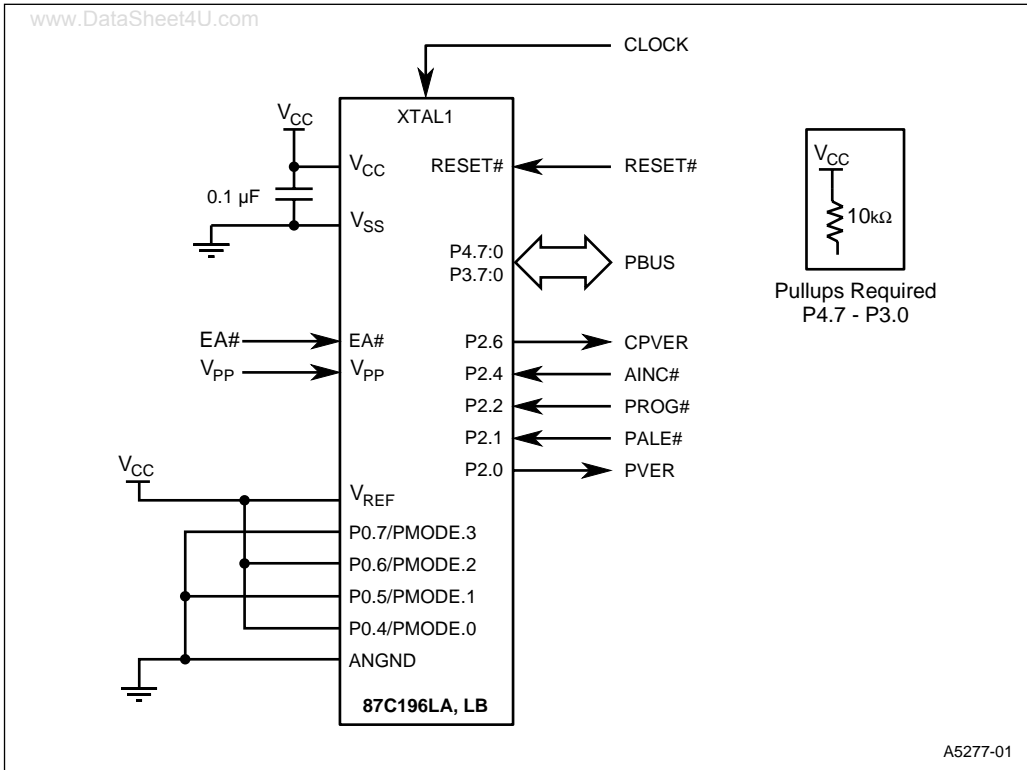 www.DataSheet4U.com
CLOCK
XTAL1
VCC
VCC
RESET#
RESET#
0.1 µF
VSS
P4.7:0
P3.7:0
PBUS
VCC
10kΩ
Pullups Required
P4.7 - P3.0
EA#
EA#
P2.6
CPVER
VPP
VPP
P2.4
AINC#
P2.2
PROG#
P2.1
PALE#
P2.0
PVER
VCC
VREF
P0.7/PMODE.3
P0.6/PMODE.2
P0.5/PMODE.1
P0.4/PMODE.0
ANGND
87C196LA, LB
A5277-01